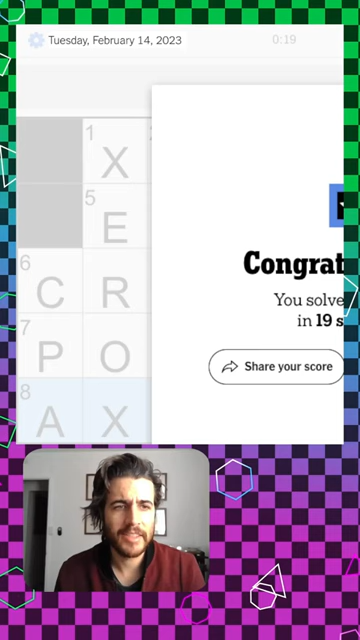 Tuesday, February 14, 2023
0:19
1
X
5
E
Congrat
6
C R
You solve
in 19 s
7
P O
Share your score
8
A X